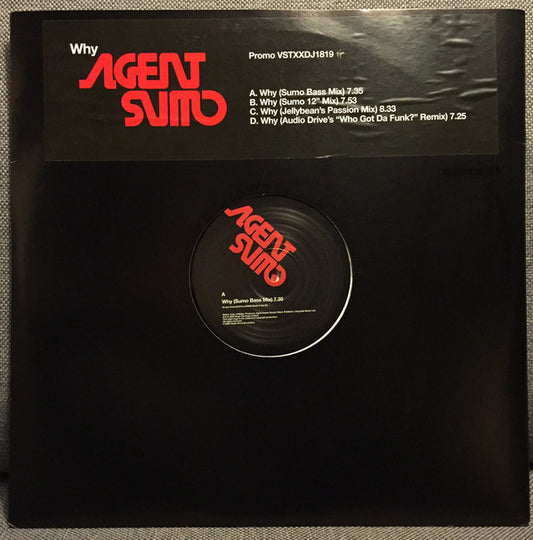 Why
AGENT
SUMO
Promo VSTXXDJ1819
A. Why (Sumo Bass Mix) 7.35
B. Why (Sumo 12" Mix) 7.53
C. Why (Jellybean's Passion Mix) 8.33
D. Why (Audio Drive's "Who Got Da Funk?" Remix) 7.25
AGENT
SUMO
A
Why (Sumo Bass Mix) 7.35